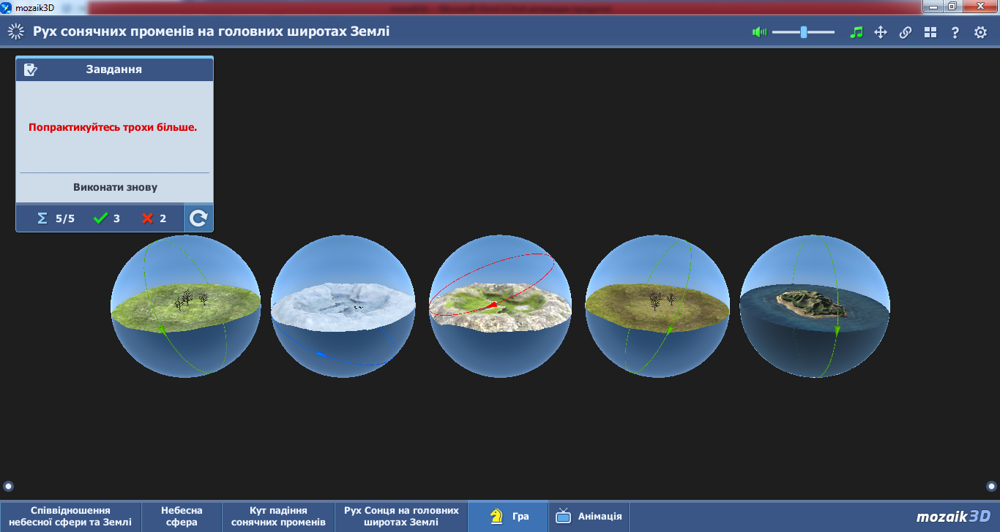 mozaik3D
Рух сонячних променів на головних широтах Землі
?
Завдання
Попрактикуйтесь трохи більше.
Виконати знову
Σ 5/5 3 2
Співвідношення
небесної сфери та Землі
Небесна
сфера
Кут падіння
сонячних променів
Рух Сонця на головних
широтах Землі
Гра
Анімація
mozaik3D